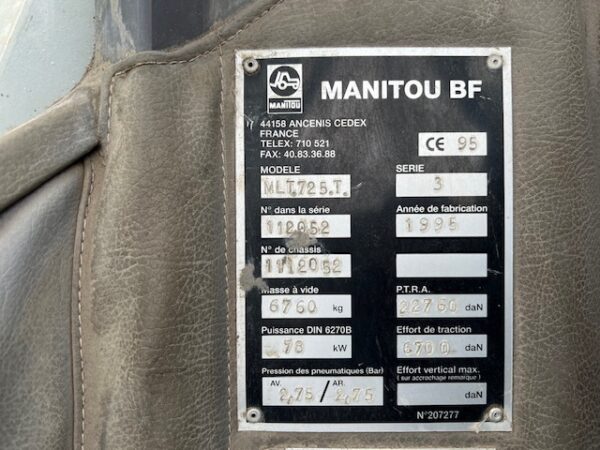 MANITOU
MANITOU BF
44158 ANCENIS CEDEX
FRANCE
TELEX: 710 521
FAX: 40.83.36.88
CE 95
MODELE
SERIE
MLT.725.T.
3
N° dans la série
Année de fabrication
112052
1995
N° de chassis
1112052
Masse à vide
P.T.R.A.
6760 kg
daN
Puissance DIN 6270B
Effort de traction
78 kW
6700 daN
Pression des pneumatiques (Bar)
Effort vertical max.
(sur accrochage remorque)
AV. 2,75 / AR. 2,75
daN
N°207277